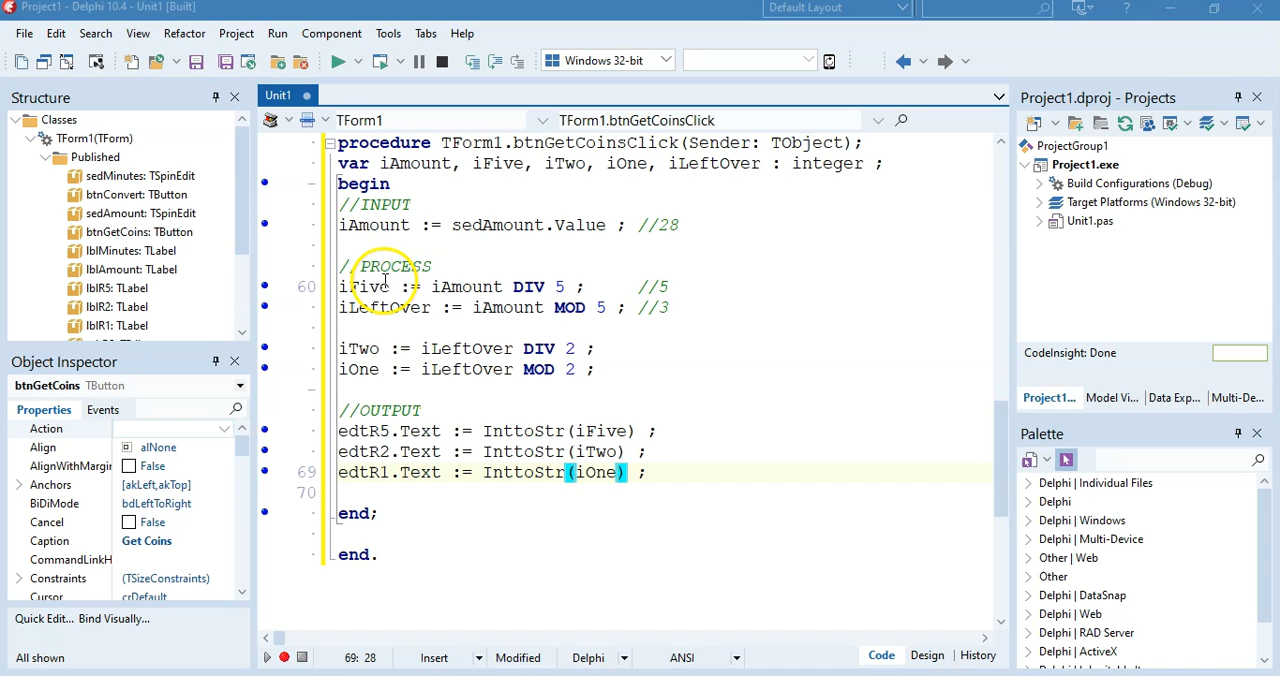 Project1 - Delphi 10.4 - Unit1 [Built]
Default Layout
File Edit Search View Refactor Project Run Component Tools Tabs Help
Windows 32-bit
Structure
Classes
TForm1(TForm)
Published
sedMinutes: TSpinEdit
btnConvert: TButton
sedAmount: TSpinEdit
btnGetCoins: TButton
lblMinutes: TLabel
lblAmount: TLabel
lblR5: TLabel
lblR2: TLabel
lblR1: TLabel
Object Inspector
btnGetCoins TButton
Properties Events
Action
Align alNone
AlignWithMargin False
Anchors [akLeft,akTop]
BiDiMode bdLeftToRight
Cancel False
Caption Get Coins
CommandLinkH
Constraints (TSizeConstraints)
Cursor crDefault
Quick Edit... Bind Visually...
All shown
Unit1
TForm1 TForm1.btnGetCoinsClick
procedure TForm1.btnGetCoinsClick(Sender: TObject);
var iAmount, iFive, iTwo, iOne, iLeftOver : integer ;
begin
//INPUT
iAmount := sedAmount.Value ; //28
//PROCESS
60 iFive := iAmount DIV 5 ; //5
iLeftOver := iAmount MOD 5 ; //3
iTwo := iLeftOver DIV 2 ;
iOne := iLeftOver MOD 2 ;
//OUTPUT
edtR5.Text := InttoStr(iFive) ;
edtR2.Text := InttoStr(iTwo) ;
69 edtR1.Text := InttoStr(iOne) ;
70
end;
end.
69: 28 Insert Modified Delphi ANSI Code Design History
Project1.dproj - Projects
ProjectGroup1
Project1.exe
Build Configurations (Debug)
Target Platforms (Windows 32-bit)
Unit1.pas
CodeInsight: Done
Project1... Model Vi... Data Exp... Multi-De...
Palette
Delphi | Individual Files
Delphi
Delphi | Windows
Delphi | Multi-Device
Other | Web
Other
Delphi | DataSnap
Delphi | Web
Delphi | RAD Server
Delphi | ActiveX